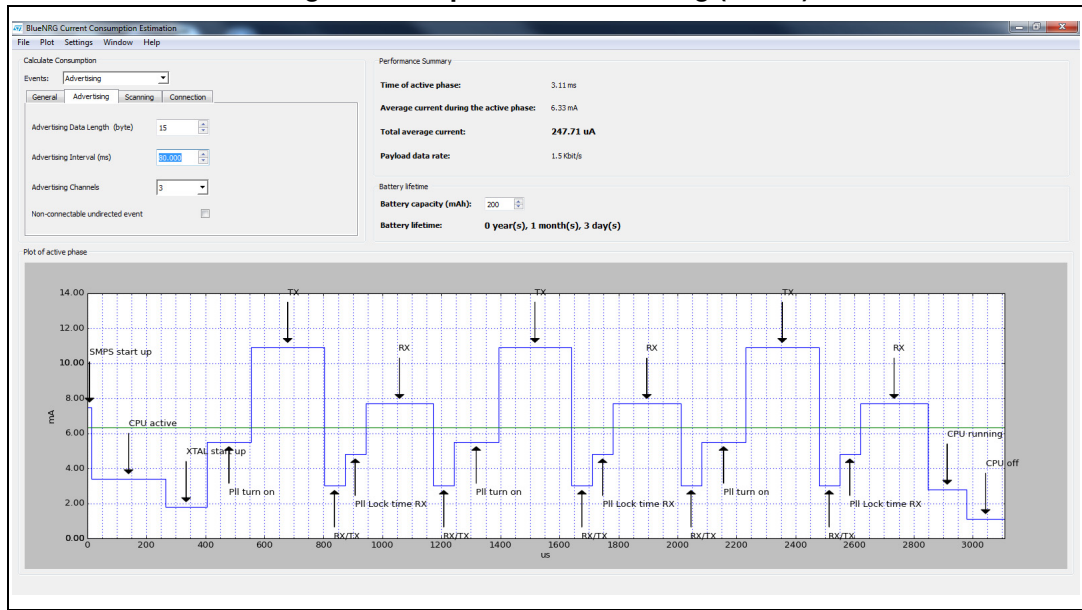 BlueNRG Current Consumption Estimation
File Plot Settings Window Help
Calculate Consumption
Events: Advertising
General Advertising Scanning Connection
Advertising Data Length (byte) 15
Advertising Interval (ms) 80.000
Advertising Channels 3
Non-connectable undirected event
Performance Summary
Time of active phase: 3.11 ms
Average current during the active phase: 6.33 mA
Total average current: 247.71 uA
Payload data rate: 1.5 Kbit/s
Battery lifetime
Battery capacity (mAh): 200
Battery lifetime: 0 year(s), 1 month(s), 3 day(s)
Plot of active phase
14.00
TX TX TX
12.00
SMPS start up RX RX RX
10.00
8.00
mA
CPU active CPU running
6.00
XTAL start up CPU off
4.00
Pll turn on Pll turn on Pll turn on
2.00
Pll Lock time RX Pll Lock time RX Pll Lock time RX
0.00
RX/TX RX/TX RX/TX RX/TX RX/TX
0 200 400 600 800 1000 1200 1400 1600 1800 2000 2200 2400 2600 2800 3000
us